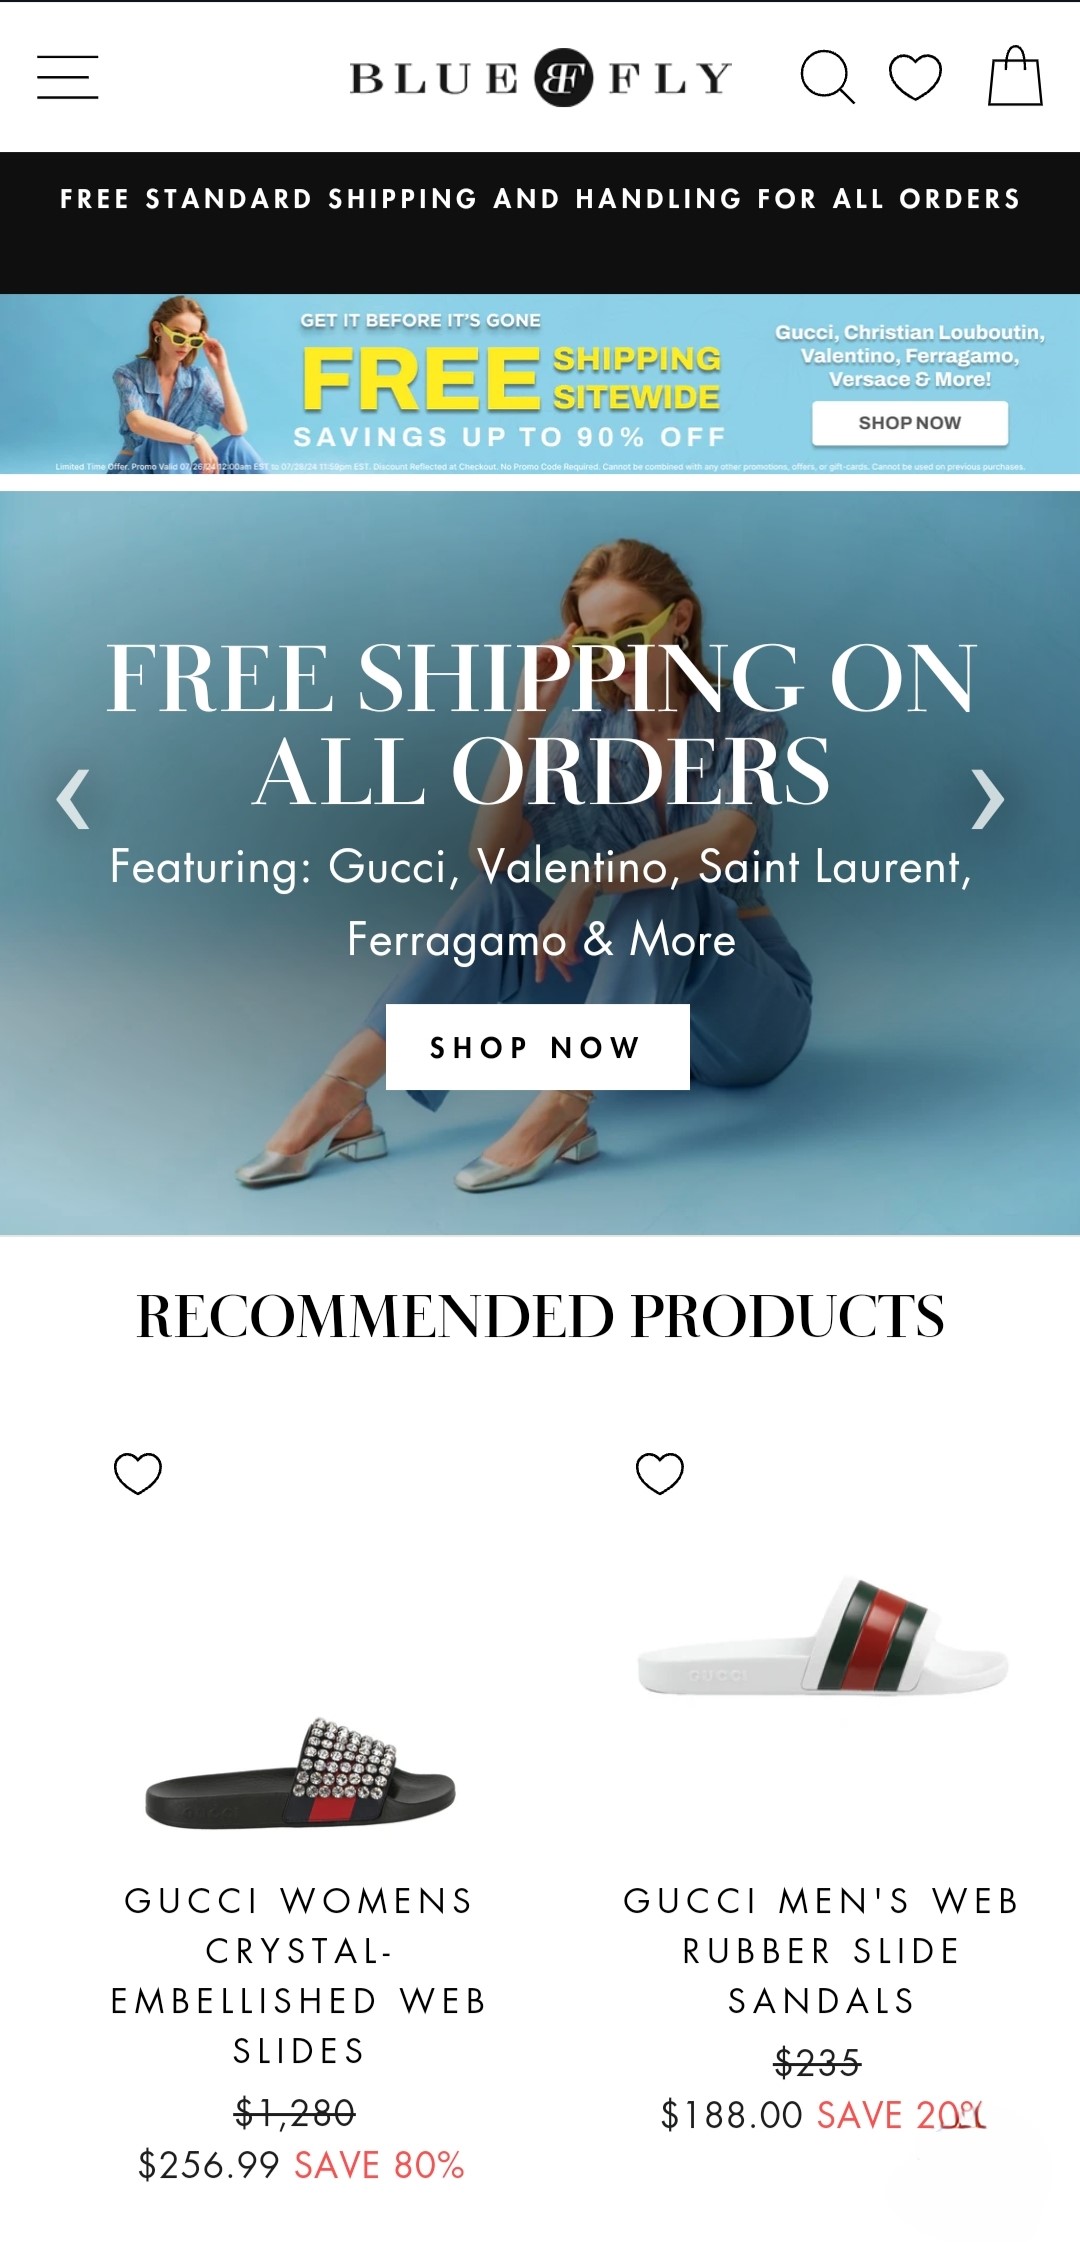 BLUE BF FLY
FREE STANDARD SHIPPING AND HANDLING FOR ALL ORDERS
GET IT BEFORE IT'S GONE
FREE SHIPPING SITEWIDE
SAVINGS UP TO 90% OFF
Gucci, Christian Louboutin,
Valentino, Ferragamo,
Versace & More!
SHOP NOW
Limited Time Offer. Promo Valid 07/26/24 12:00am EST to 07/28/24 11:59pm EST. Discount Reflected at Checkout. No Promo Code Required. Cannot be combined with any other promotions, offers, or gift-cards. Cannot be used on previous purchases.
FREE SHIPPING ON
ALL ORDERS
Featuring: Gucci, Valentino, Saint Laurent,
Ferragamo & More
SHOP NOW
RECOMMENDED PRODUCTS
GUCCI
GUCCI
GUCCI WOMENS
CRYSTAL-
EMBELLISHED WEB
SLIDES
$1,280
$256.99 SAVE 80%
GUCCI MEN'S WEB
RUBBER SLIDE
SANDALS
$235
$188.00 SAVE 20%